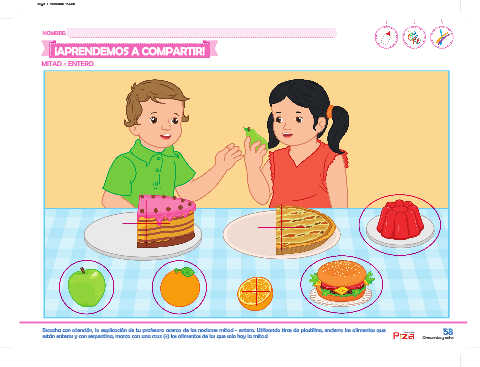 NOMBRE:
¡APRENDEMOS A COMPARTIR!
MITAD - ENTERO
Escucha con atención, la explicación de tu profesora acerca de las nociones mitad - entero. Utilizando tiras de plastilina, encierra los alimentos que
están enteros y con serpentina, marca con una cruz (+) los alimentos de los que solo hay la mitad
58